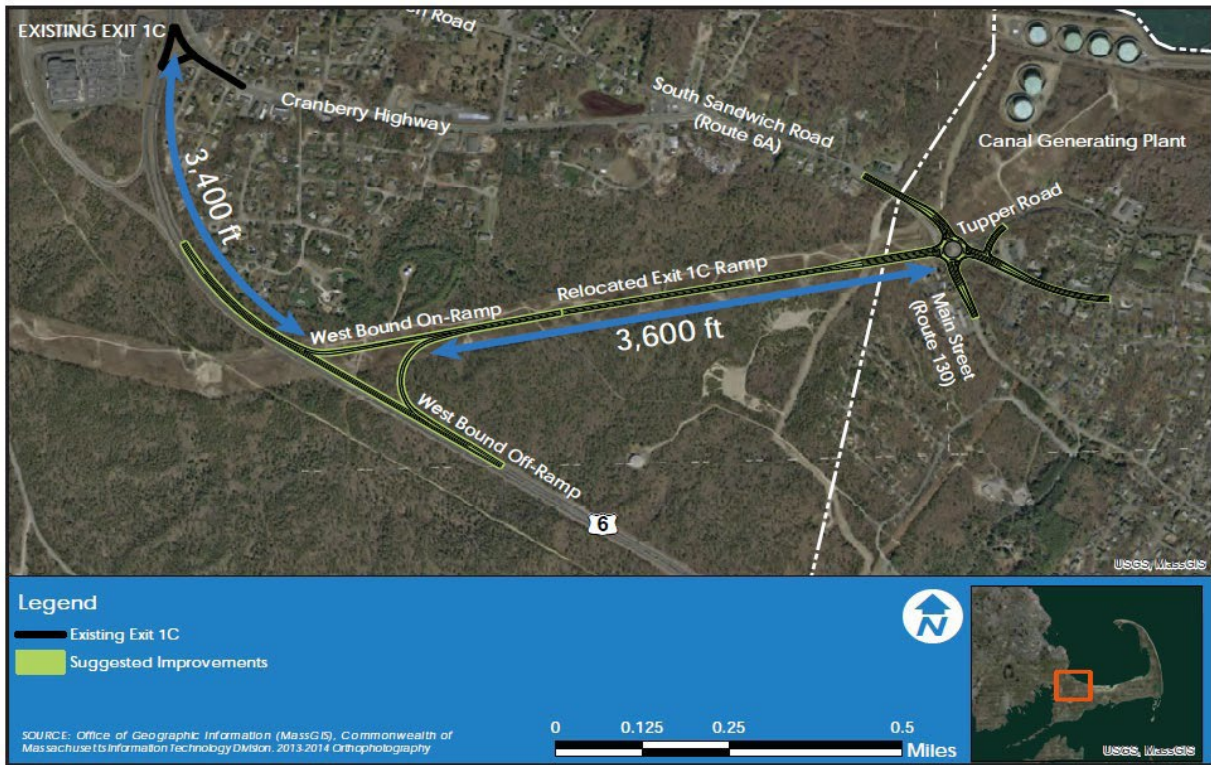 EXISTING EXIT 1C
Road
Cranberry Highway
South Sandwich Road
(Route 6A)
Canal Generating Plant
Tupper Road
3,400 ft
Relocated Exit 1C Ramp
West Bound On-Ramp
3,600 ft
Main Street
(Route 130)
West Bound Off-Ramp
6
USGS, MassGIS
Legend
Existing Exit 1C
Suggested Improvements
N
SOURCE: Office of Geographic Information (MassGIS), Commonwealth of
Massachusetts Information Technology Division. 2013-2014 Orthophotography
0 0.125 0.25 0.5
Miles
USGS, MassGIS